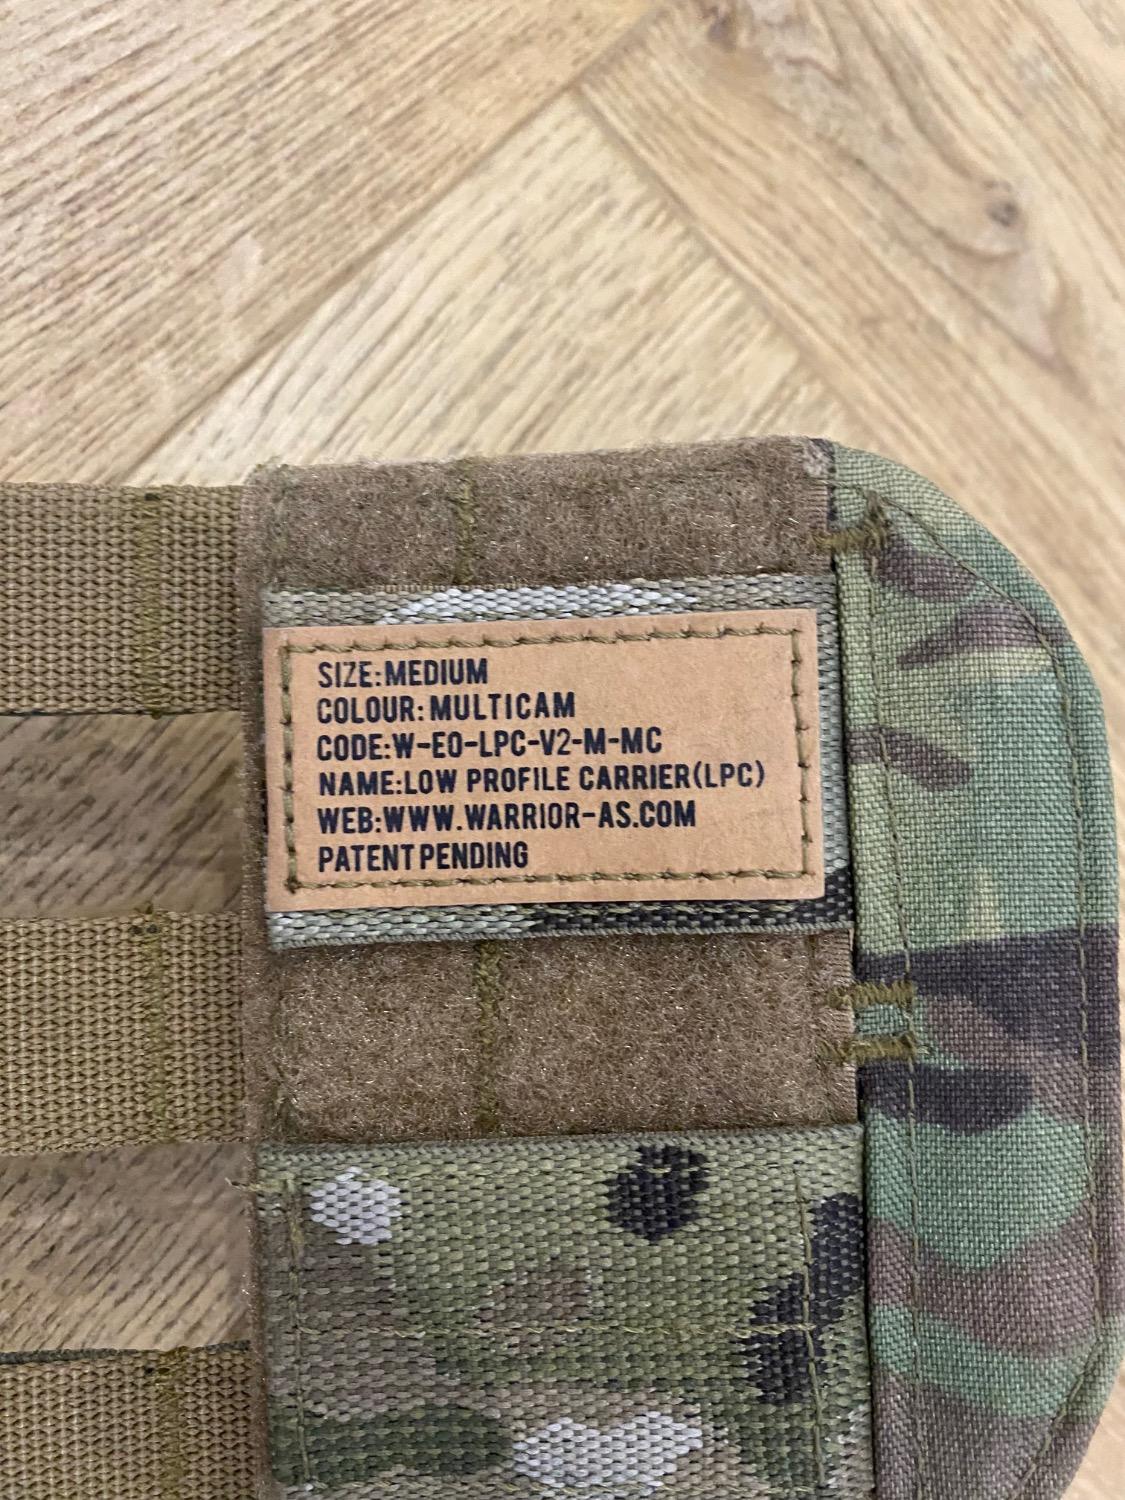 SIZE:MEDIUM
COLOUR:MULTICAM
CODE:W-EO-LPC-V2-M-MC
NAME:LOW PROFILE CARRIER(LPC)
WEB:WWW.WARRIOR-AS.COM
PATENT PENDING